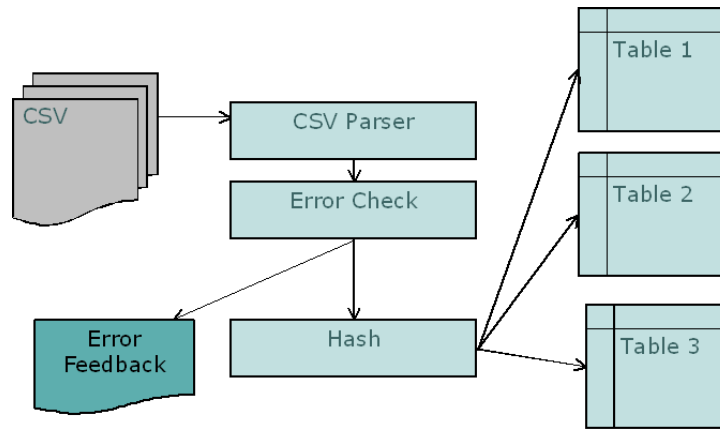 CSV
CSV Parser
Error Check
Error
Feedback
Hash
Table 1
Table 2
Table 3